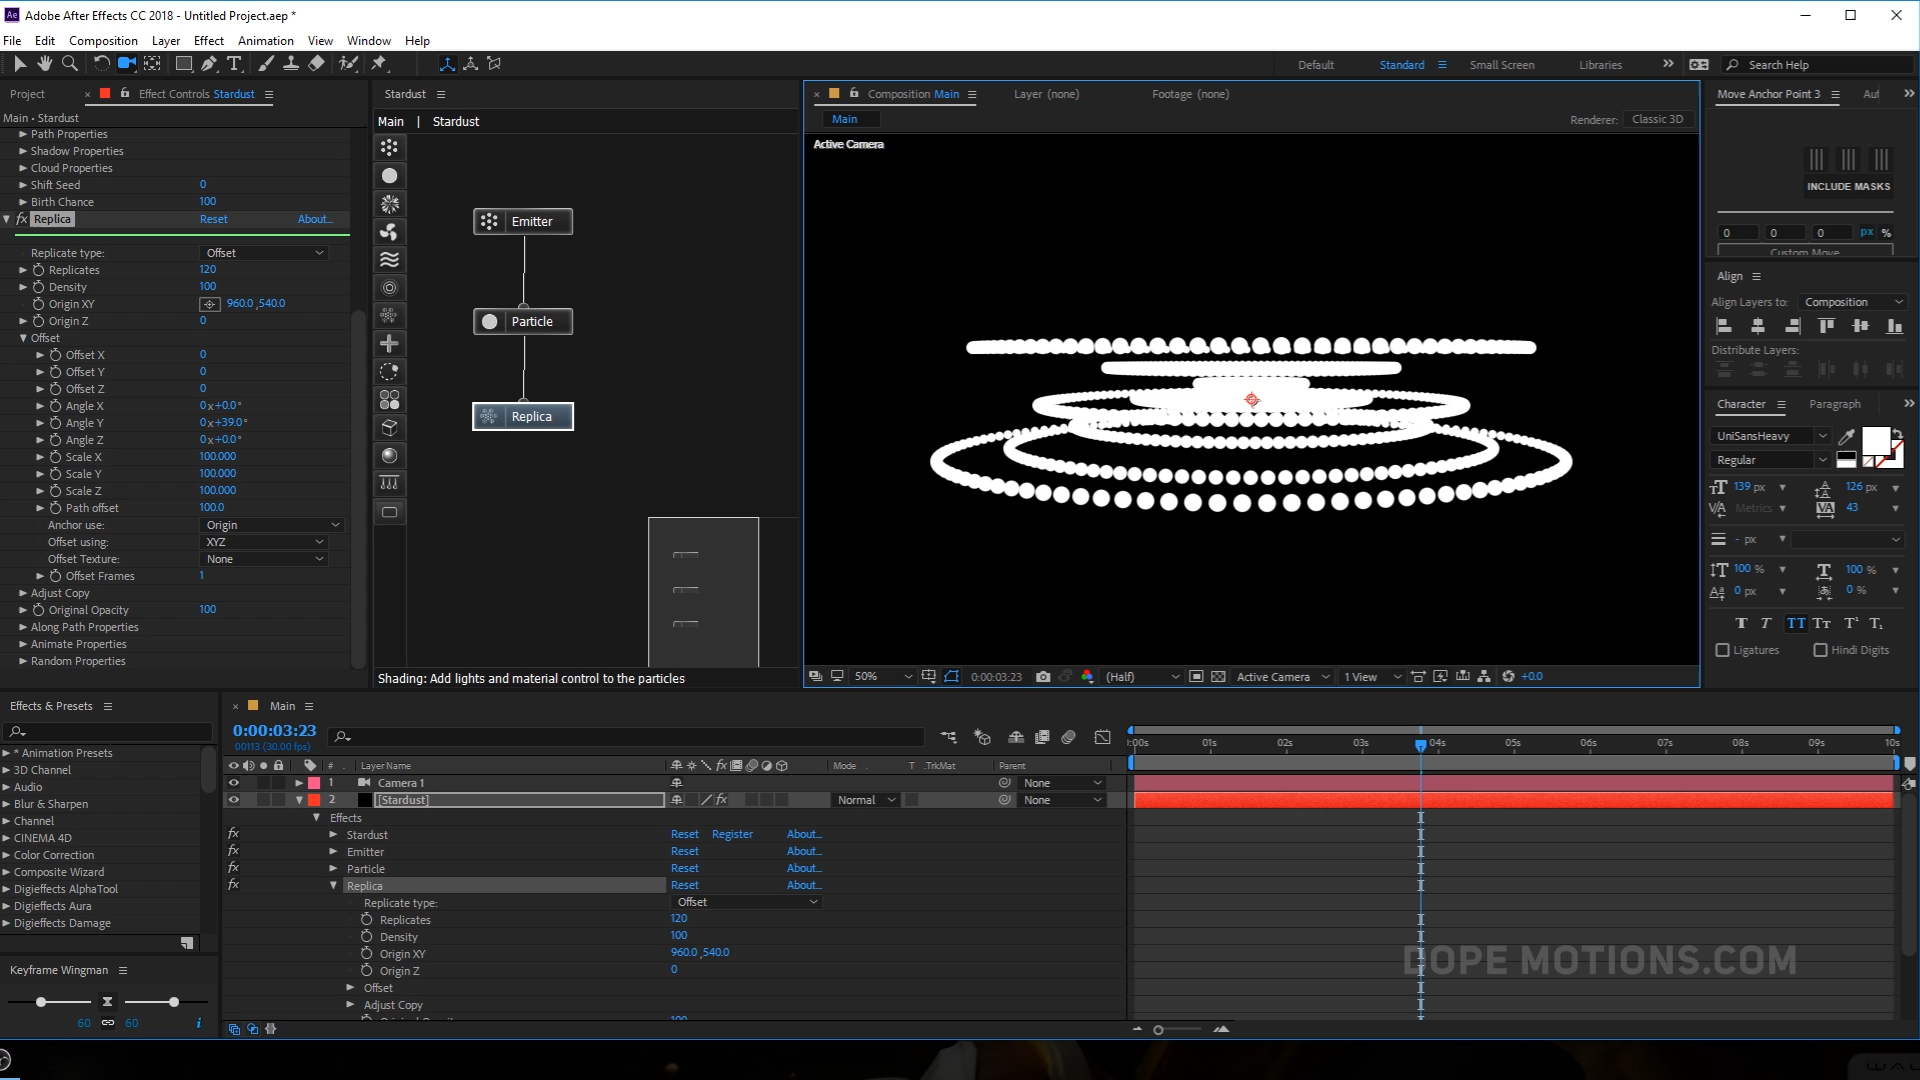 Adobe After Effects CC 2018 - Untitled Project.aep *
File Edit Composition Layer Effect Animation View Window Help
Default Standard Small Screen Libraries Search Help
Project Effect Controls Stardust
Main • Stardust
Path Properties
Shadow Properties
Cloud Properties
Shift Seed 0
Birth Chance 100
fx Replica Reset About...
Replicate type: Offset
Replicates 120
Density 100
Origin XY 960.0 ,540.0
Origin Z 0
Offset
Offset X 0
Offset Y 0
Offset Z 0
Angle X 0x+0.0°
Angle Y 0x+39.0°
Angle Z 0x+0.0°
Scale X 100.000
Scale Y 100.000
Scale Z 100.000
Path offset 100.0
Anchor use: Origin
Offset using: XYZ
Offset Texture: None
Offset Frames 1
Adjust Copy
Original Opacity 100
Along Path Properties
Animate Properties
Random Properties
Stardust
Main | Stardust
Emitter
Particle
Replica
Shading: Add lights and material control to the particles
Composition Main Layer (none) Footage (none)
Main Renderer: Classic 3D
Active Camera
50% 0:00:03:23 (Half) Active Camera 1 View +0.0
Move Anchor Point 3 Aut
INCLUDE MASKS
0 0 0 px %
Custom Move
Align
Align Layers to: Composition
Distribute Layers:
Character Paragraph
UniSansHeavy
Regular
139 px 126 px
Metrics 43
- px
100 % 100 %
0 px 0 %
Ligatures Hindi Digits
Effects & Presets
* Animation Presets
3D Channel
Audio
Blur & Sharpen
Channel
CINEMA 4D
Color Correction
Composite Wizard
Digieffects AlphaTool
Digieffects Aura
Digieffects Damage
Keyframe Wingman
60 60 i
Main
0:00:03:23
00113 (30.00 fps)
# Layer Name Mode T .TrkMat Parent
1 Camera 1 None
2 [Stardust] Normal None
Effects
fx Stardust Reset Register About...
fx Emitter Reset About...
fx Particle Reset About...
fx Replica Reset About...
Replicate type: Offset
Replicates 120
Density 100
Origin XY 960.0 ,540.0
Origin Z 0
Offset
Adjust Copy
Original Opacity 100
:00s 01s 02s 03s 04s 05s 06s 07s 08s 09s 10s
DOPE MOTIONS.COM